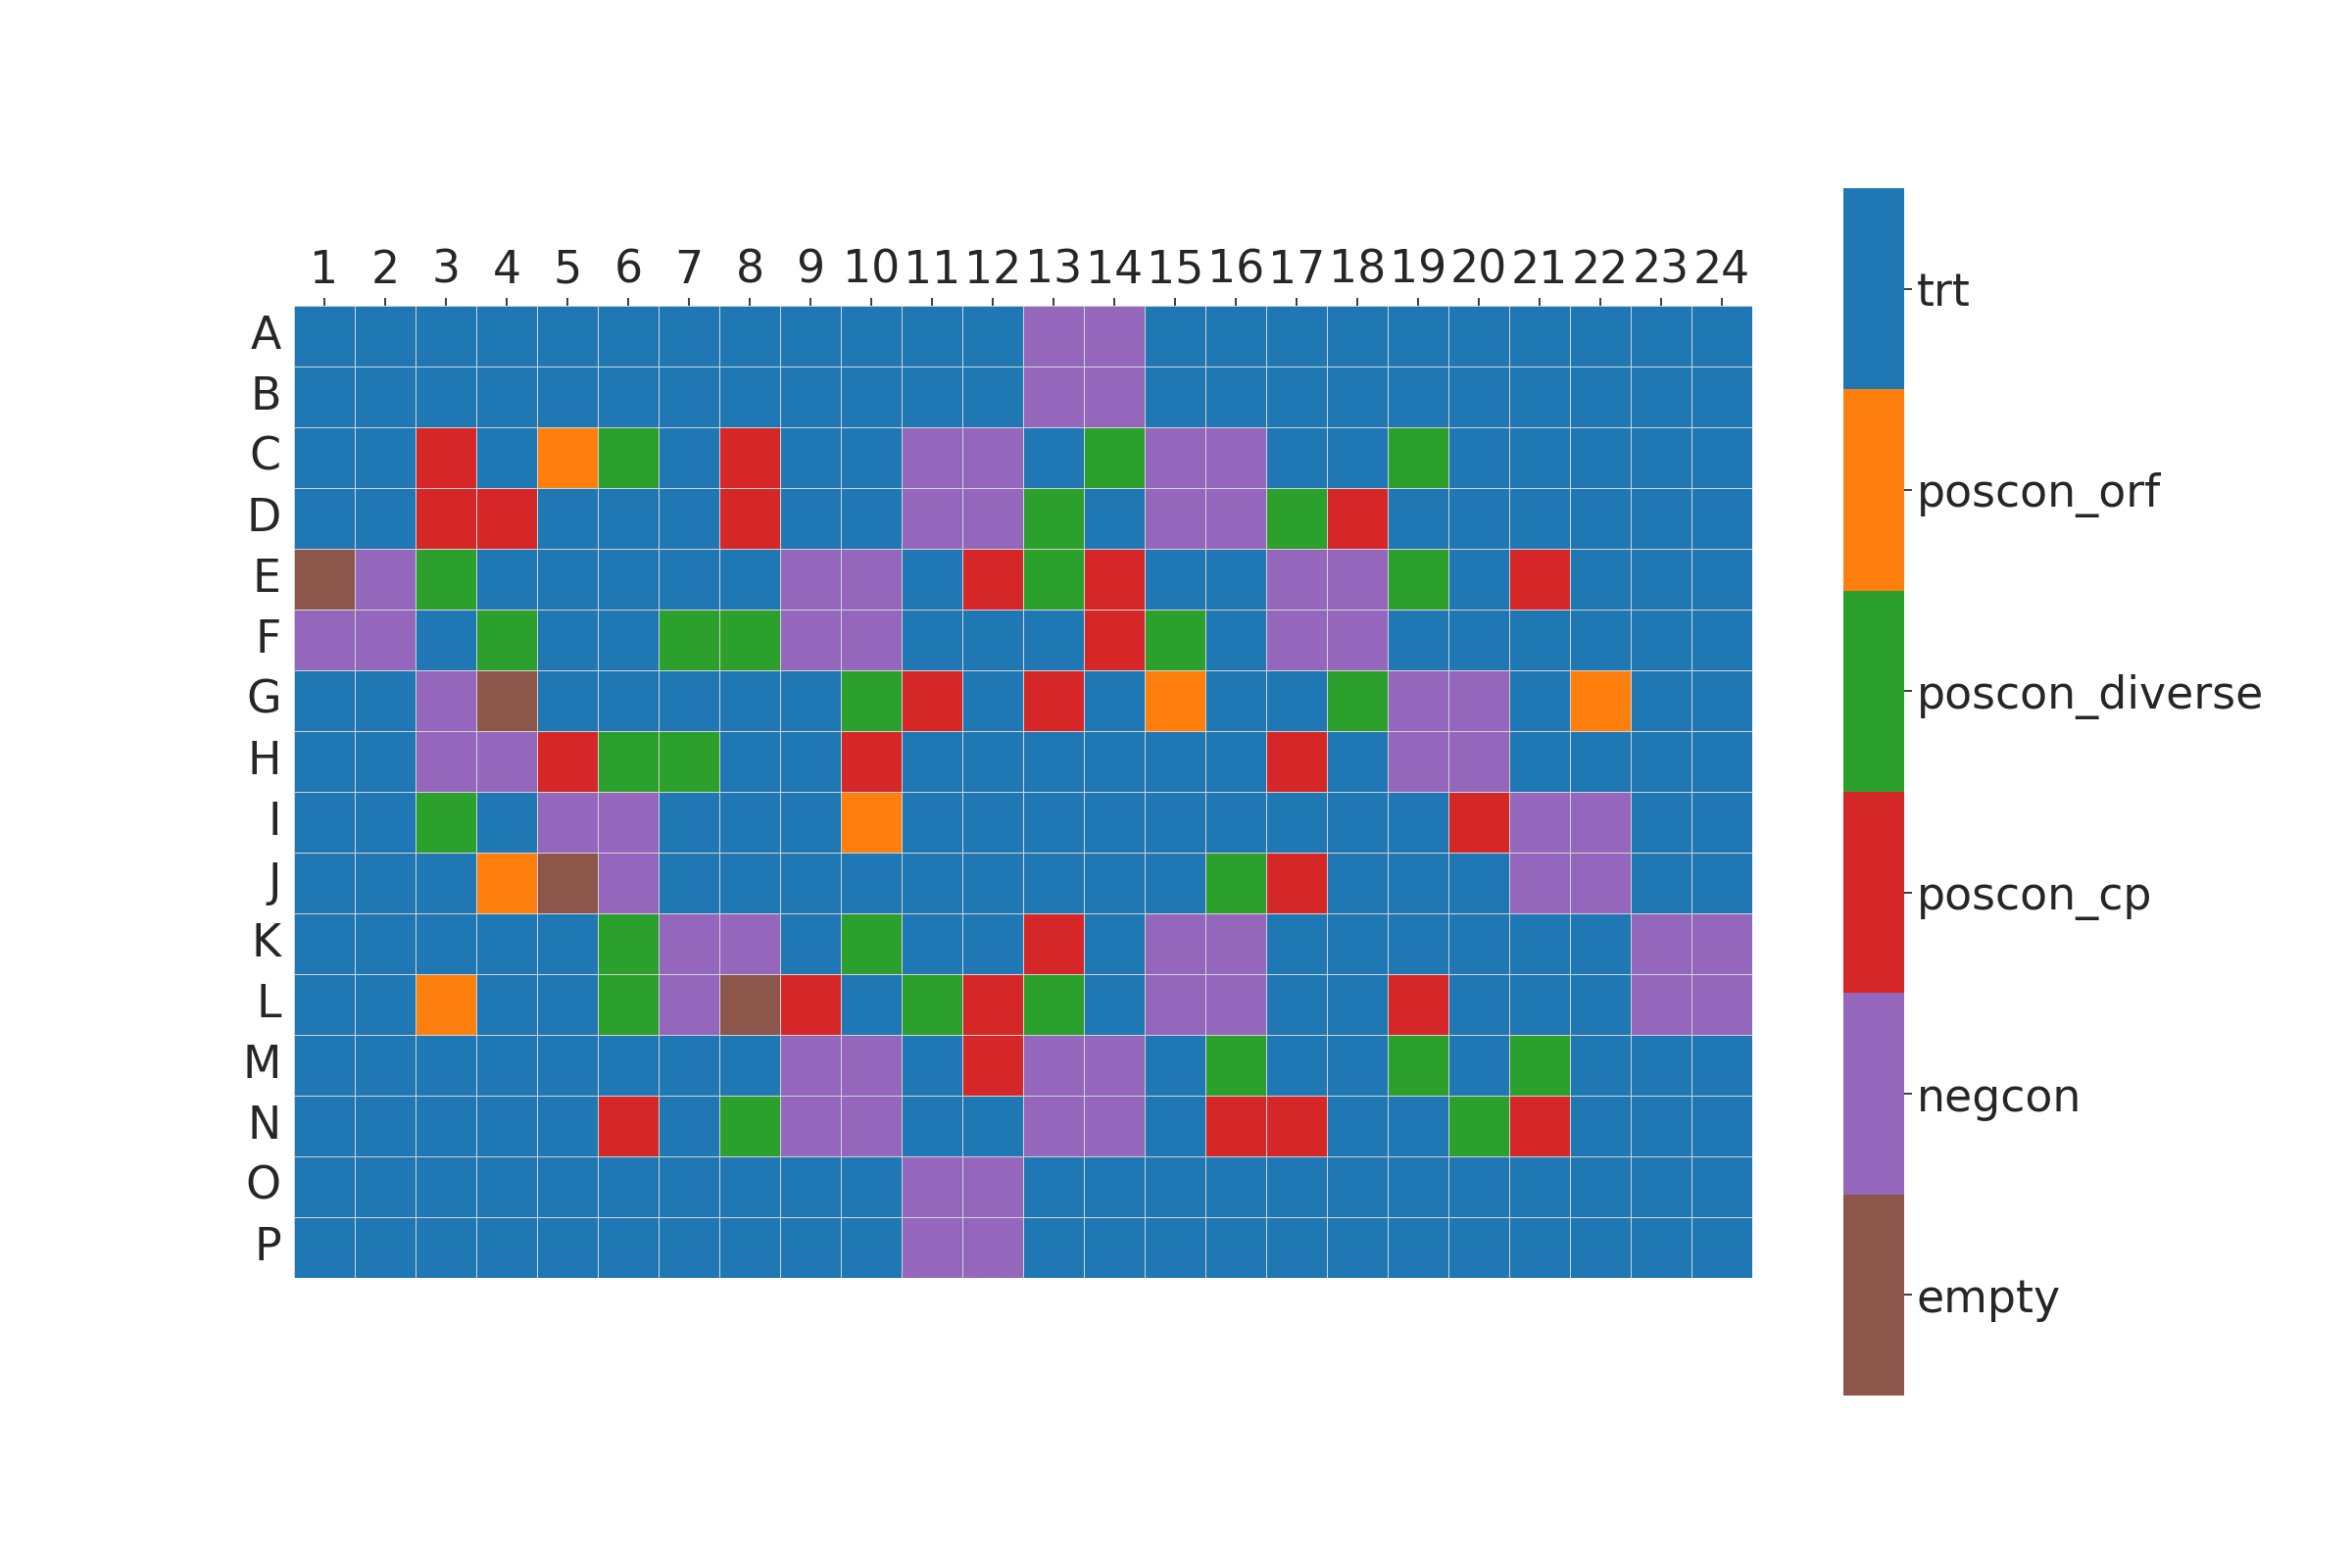 1 2 3 4 5 6 7 8 9 10 11 12 13 14 15 16 17 18 19 20 21 22 23 24
A
B
C
D
E
F
G
H
I
J
K
L
M
N
O
P
trt
poscon_orf
poscon_diverse
poscon_cp
negcon
empty